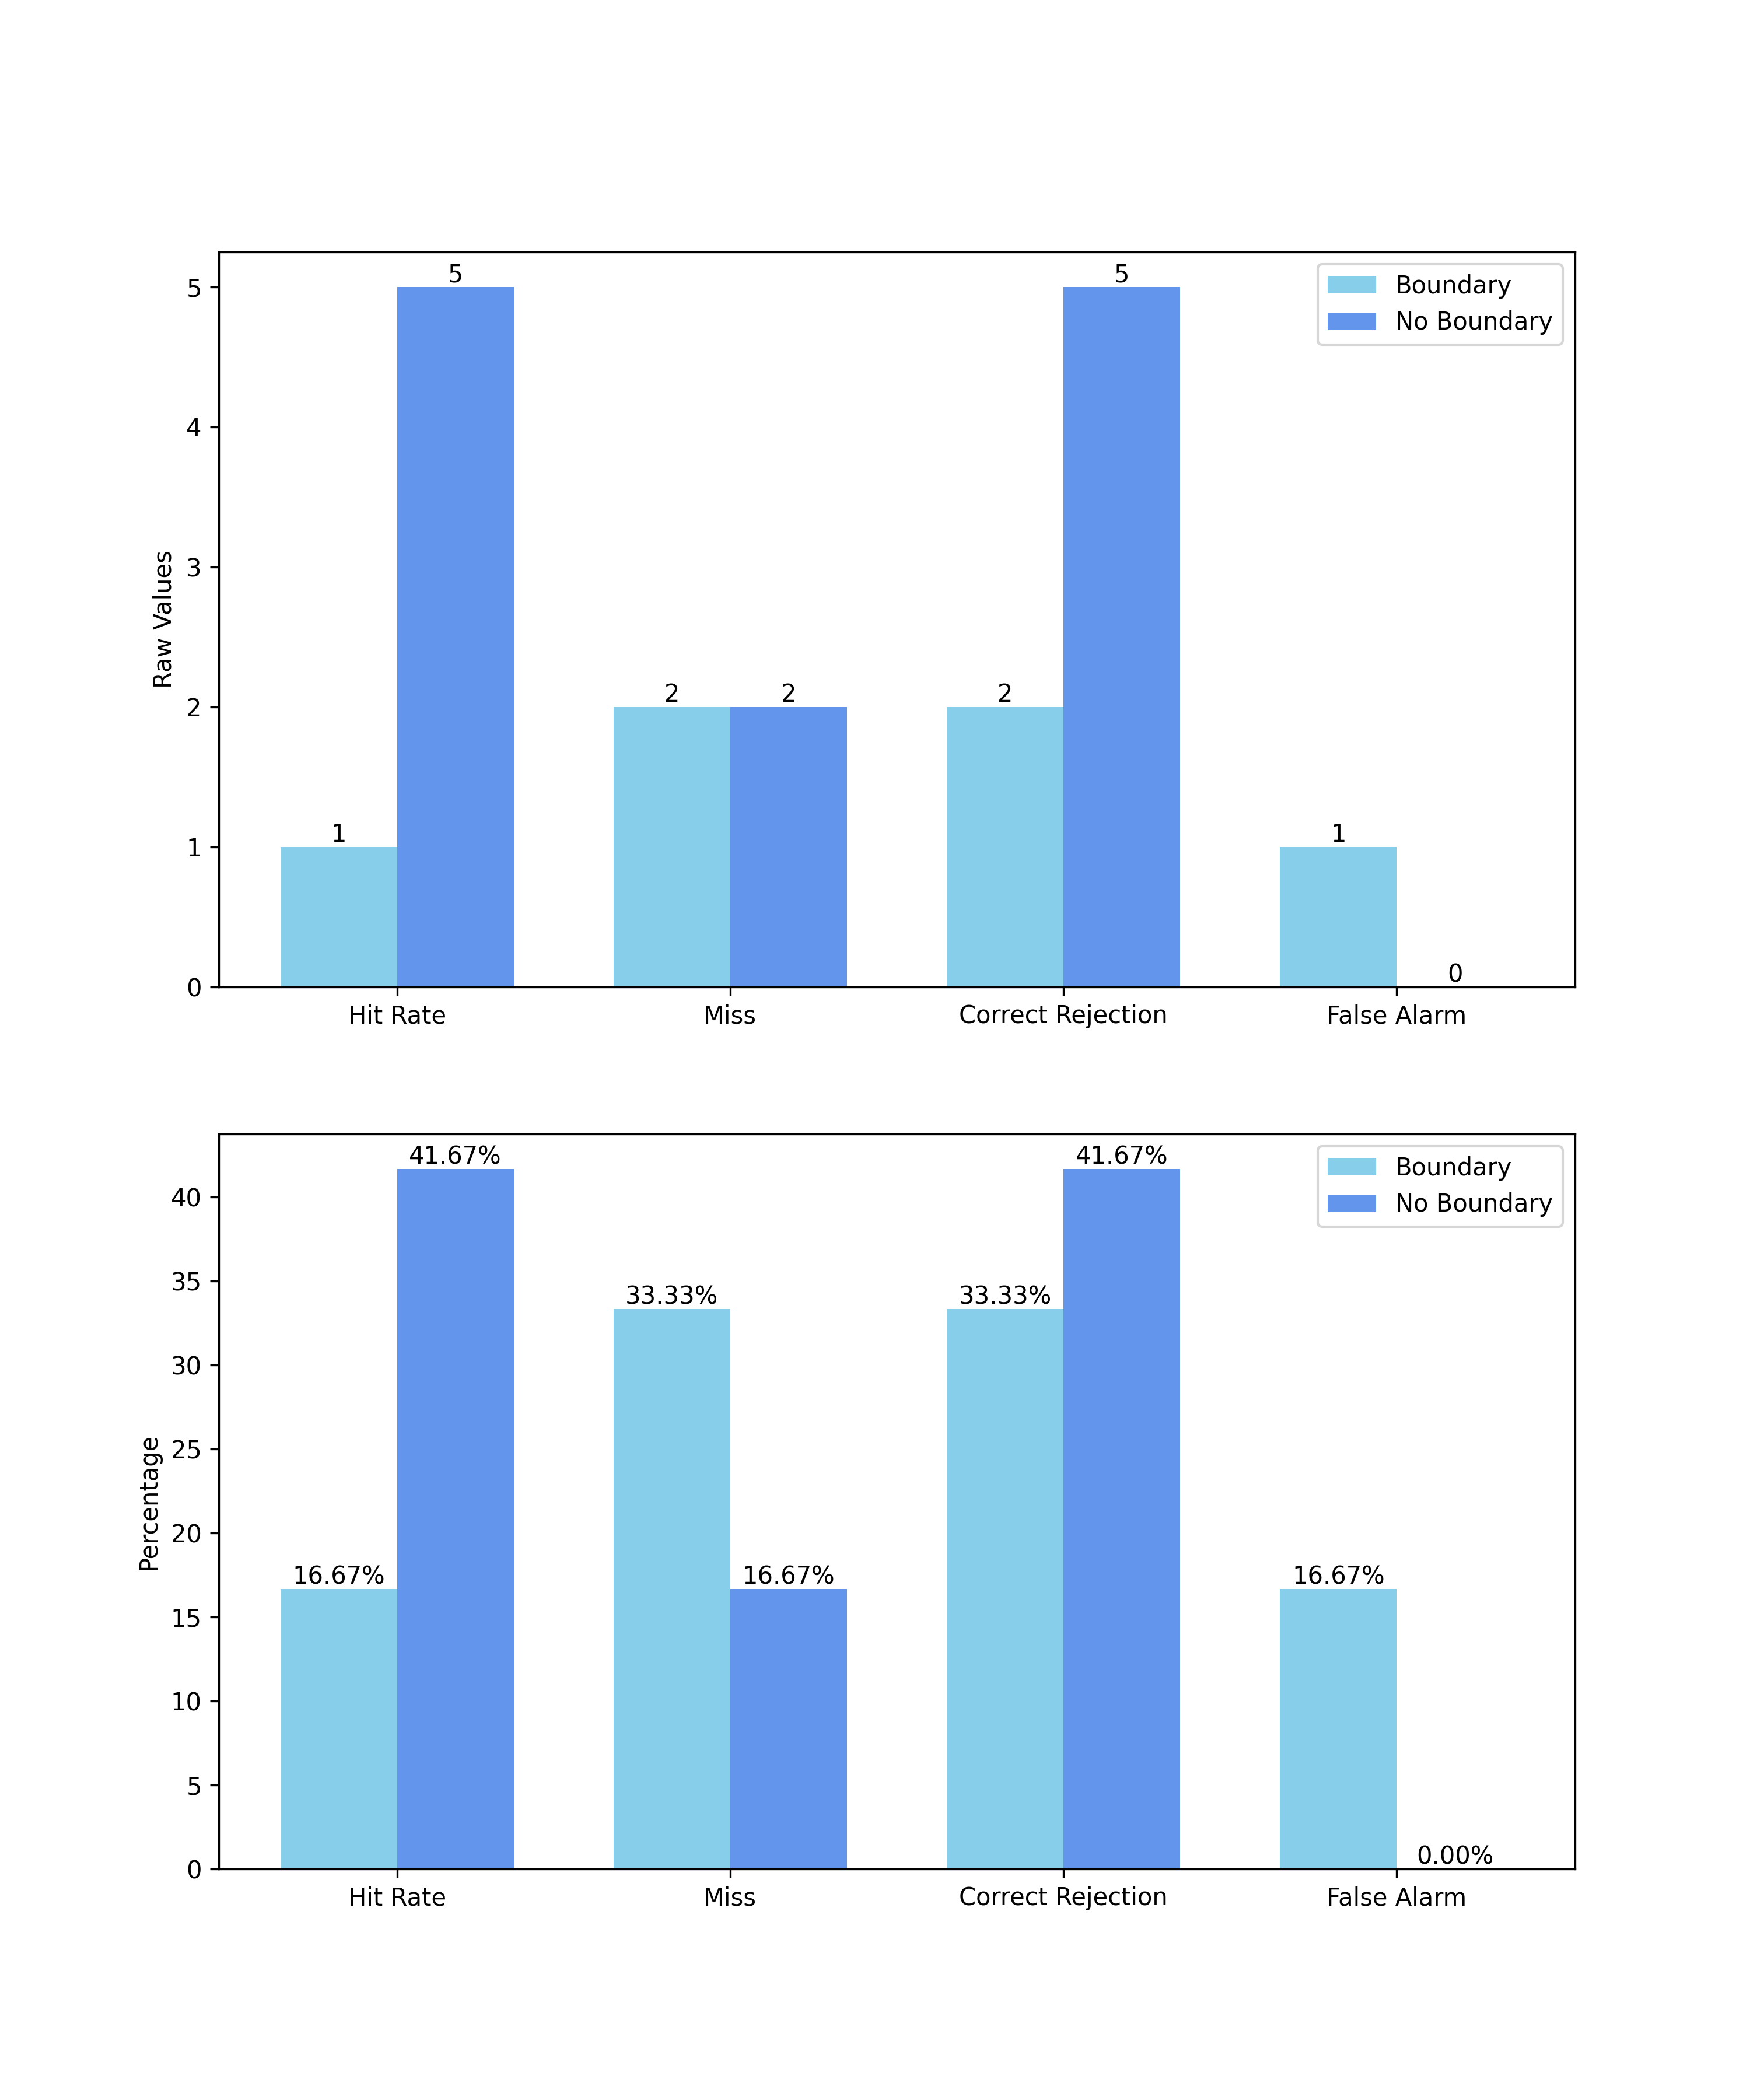 5
5
Boundary
No Boundary
5
4
3
2
1
0
Raw Values
2
2
2
1
1
0
Hit Rate
Miss
Correct Rejection
False Alarm
41.67%
41.67%
Boundary
No Boundary
40
35
30
25
20
15
10
5
0
Percentage
33.33%
33.33%
16.67%
16.67%
16.67%
0.00%
Hit Rate
Miss
Correct Rejection
False Alarm